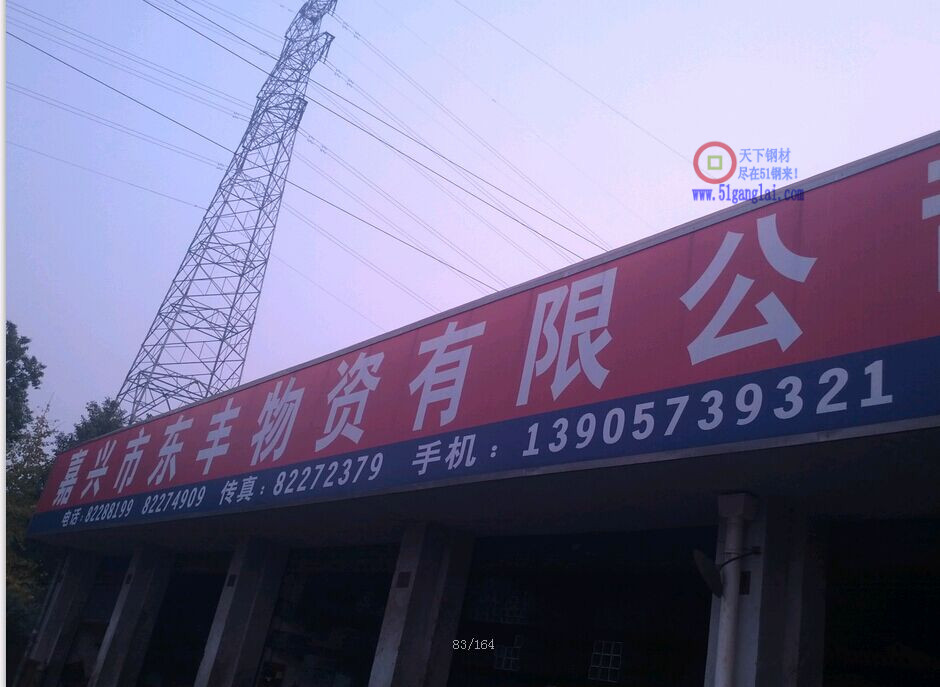 天下钢材
尽在51钢来!
www.51ganglai.com
嘉兴市东丰物资有限公司
电话:82288199 82274909 传真:82272379 手机:13905739321
83/164